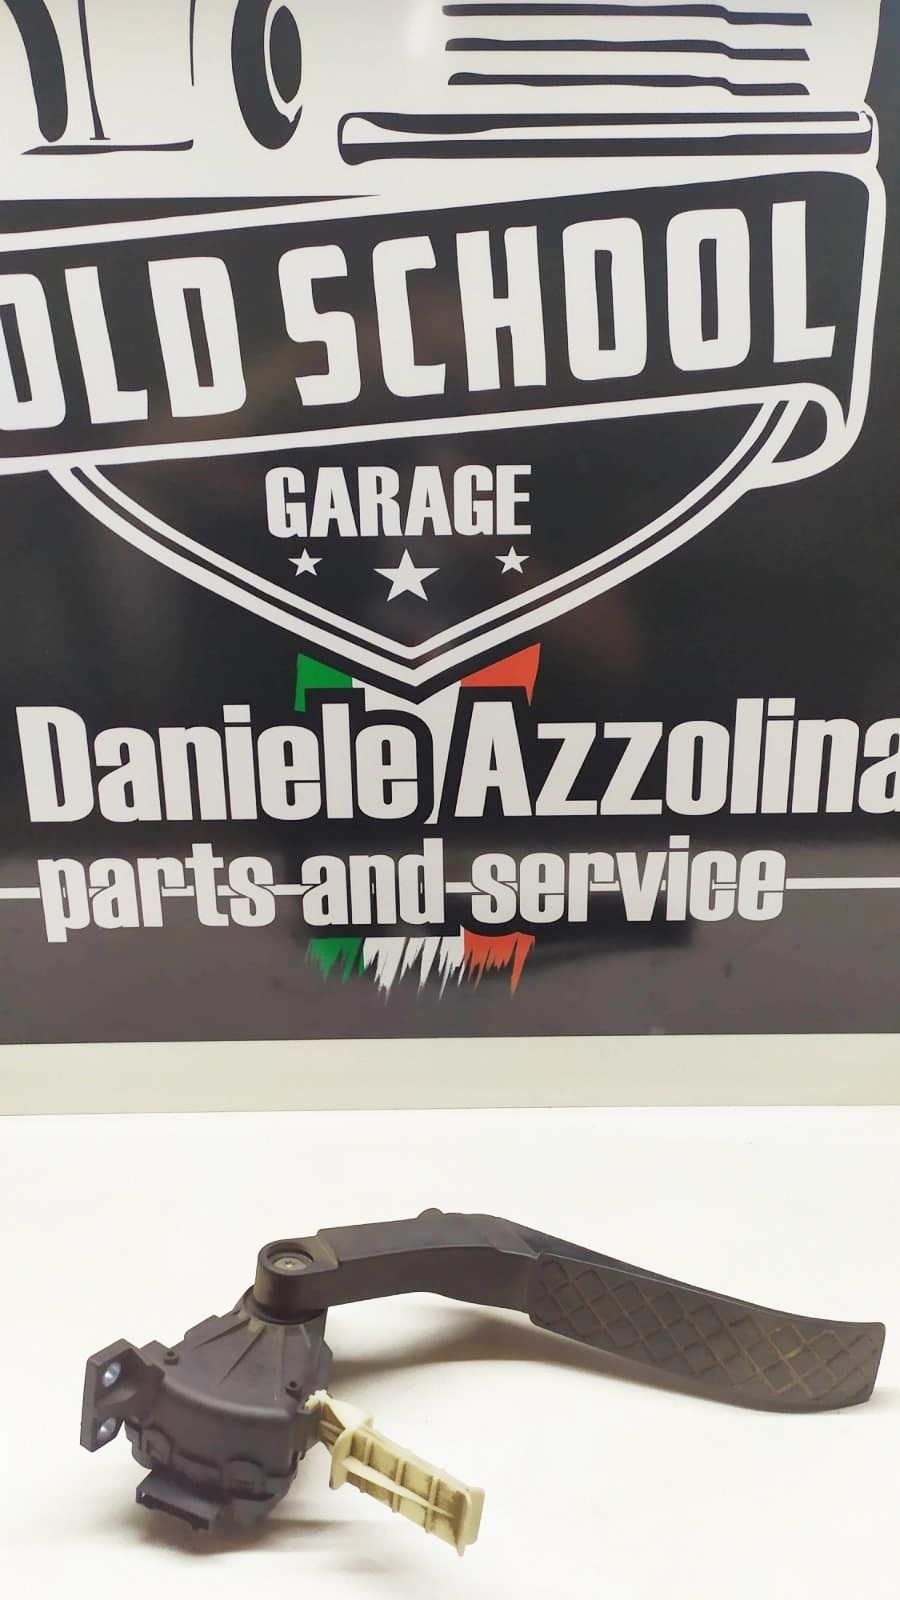 OLD SCHOOL
GARAGE
Daniele Azzolina
parts and service